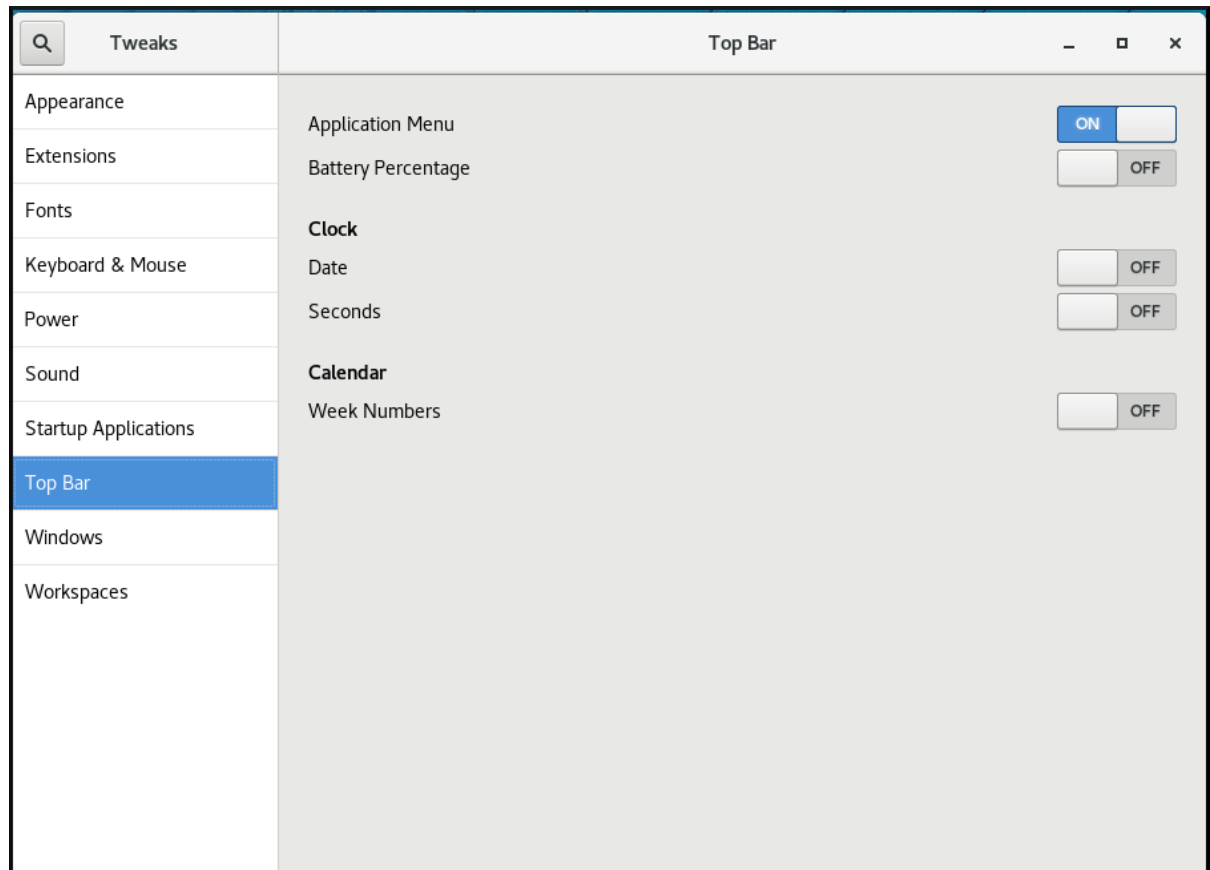 Tweaks
Top Bar
Appearance
Extensions
Fonts
Keyboard & Mouse
Power
Sound
Startup Applications
Top Bar
Windows
Workspaces
Application Menu ON
Battery Percentage OFF
Clock
Date OFF
Seconds OFF
Calendar
Week Numbers OFF